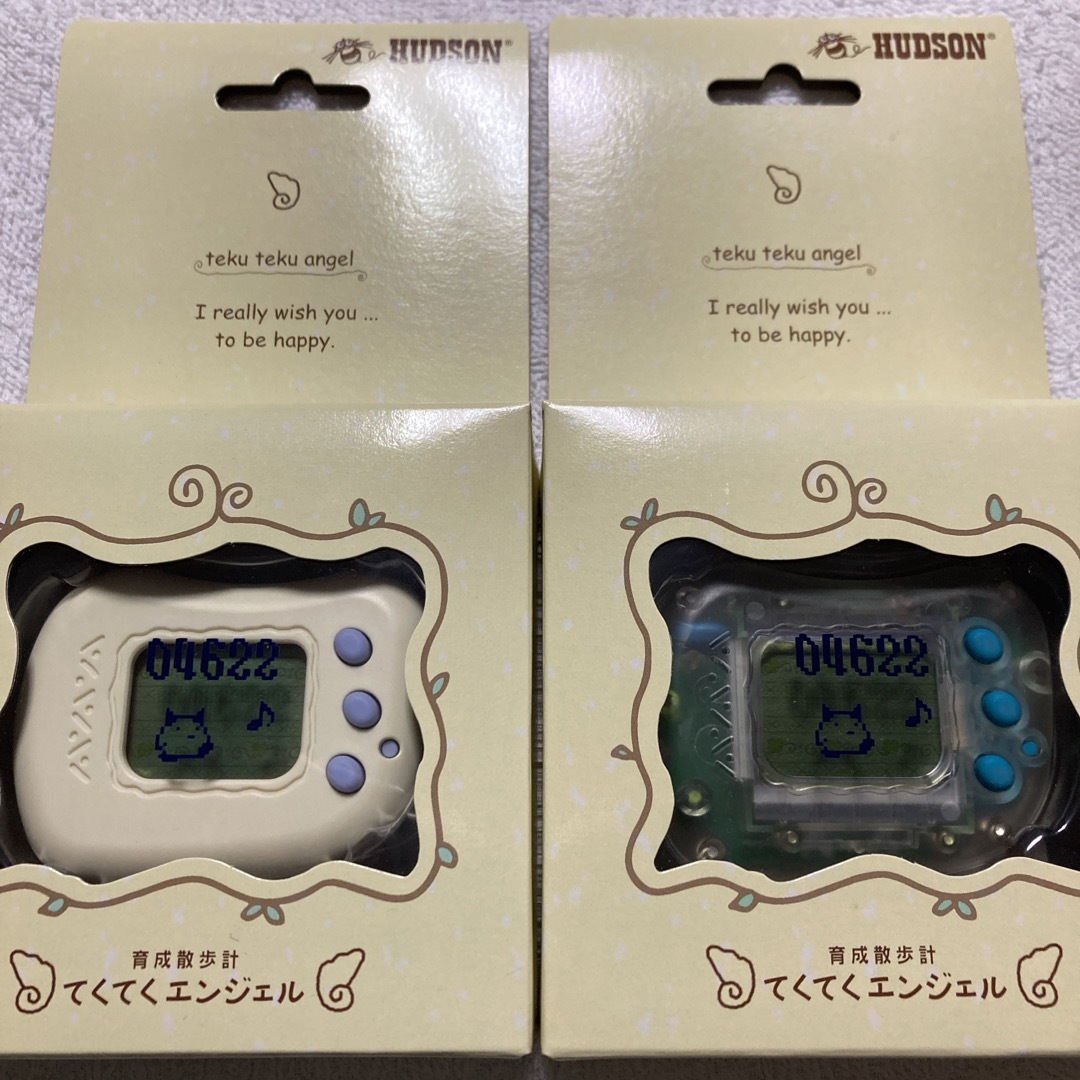 HUDSON®
teku teku angel
I really wish you ...
to be happy.
04622
育成散歩計
てくてくエンジェル
HUDSON®
teku teku angel
I really wish you ...
to be happy.
04622
育成散歩計
てくてくエンジェル